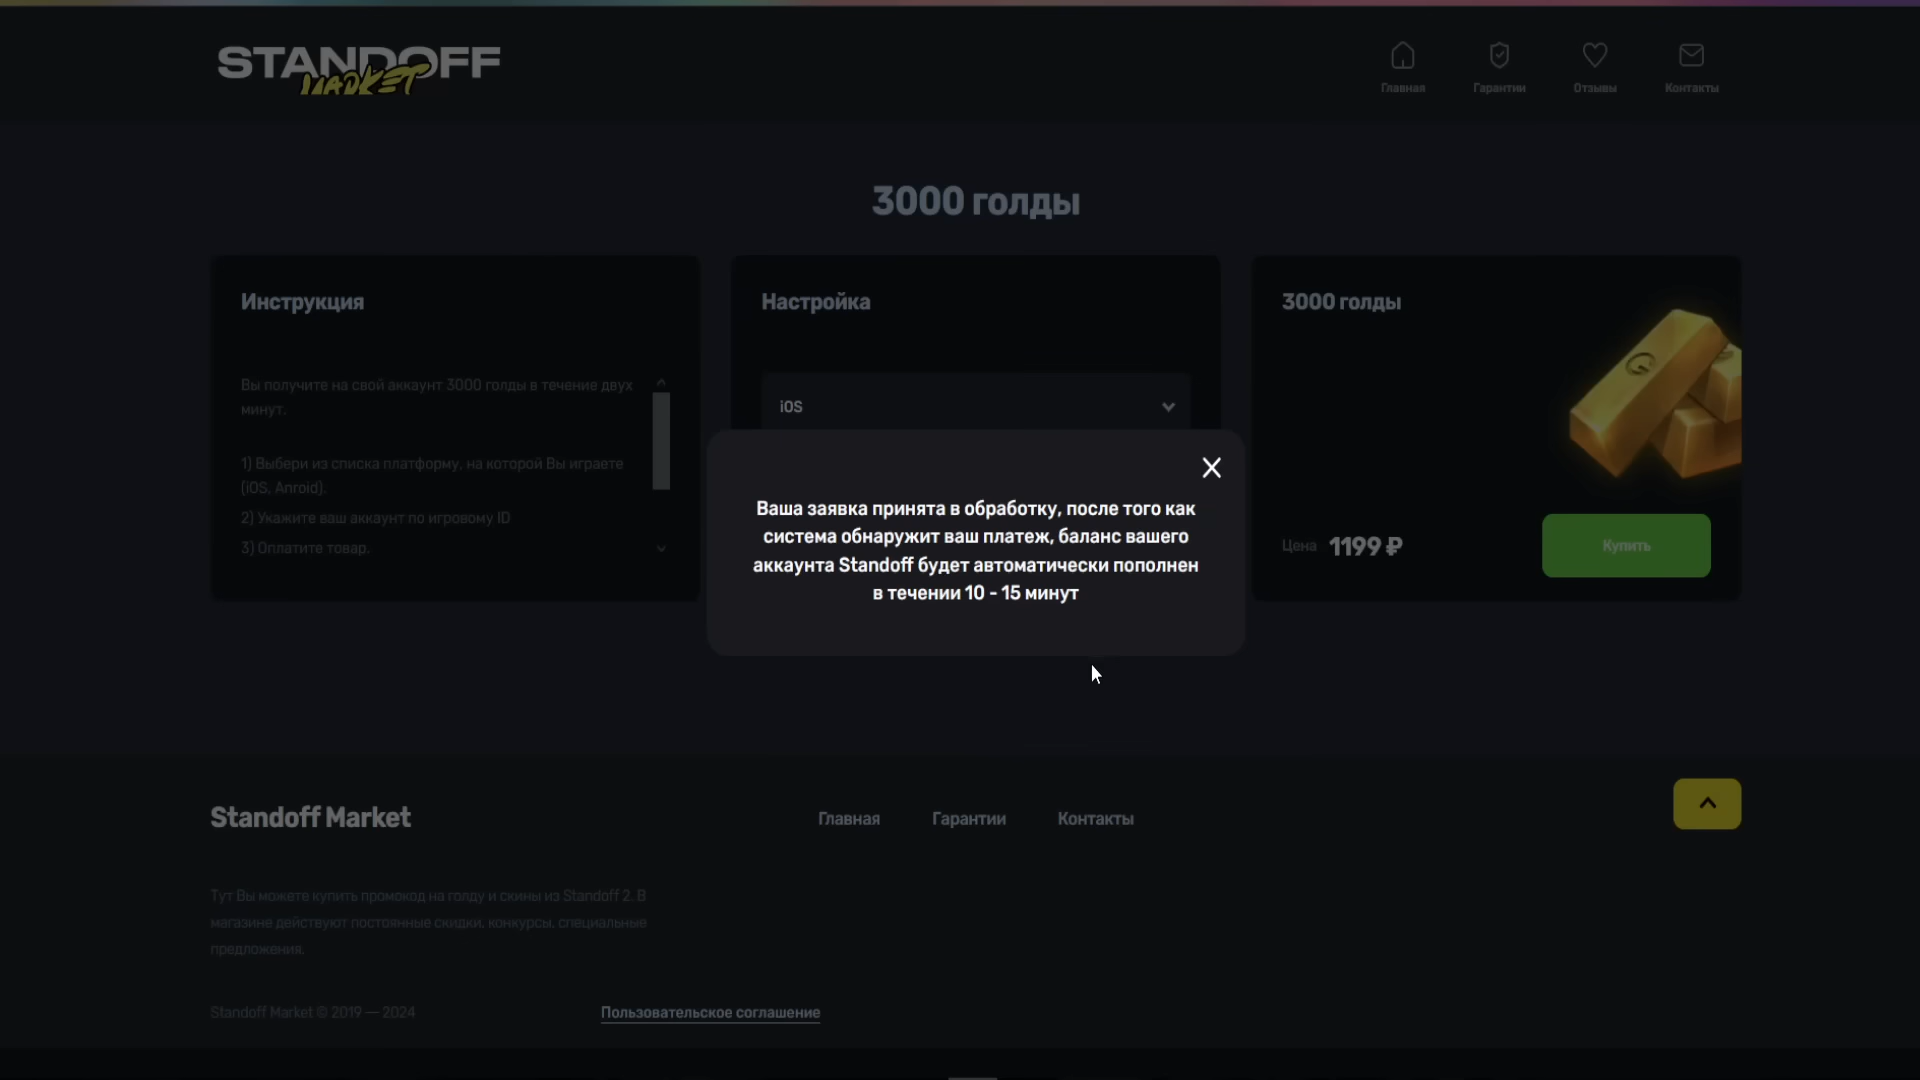 STANDOFF
MARKET
Главная
Гарантии
Отзывы
Контакты
3000 голды
Инструкция
Вы получите на свой аккаунт 3000 голды в течение двух
минут.
1) Выбери из списка платформу, на которой Вы играете
(iOS, Anroid).
2) Укажите ваш аккаунт по игровому ID
3) Оплатите товар.
Настройка
iOS
3000 голды
G
Цена 1199 ₽
Купить
Ваша заявка принята в обработку, после того как
система обнаружит ваш платеж, баланс вашего
аккаунта Standoff будет автоматически пополнен
в течении 10 - 15 минут
Standoff Market
Главная
Гарантии
Контакты
Тут Вы можете купить промокод на голду и скины из Standoff 2. В
магазине действуют постоянные скидки, конкурсы, специальные
предложения.
Standoff Market © 2019 — 2024
Пользовательское соглашение